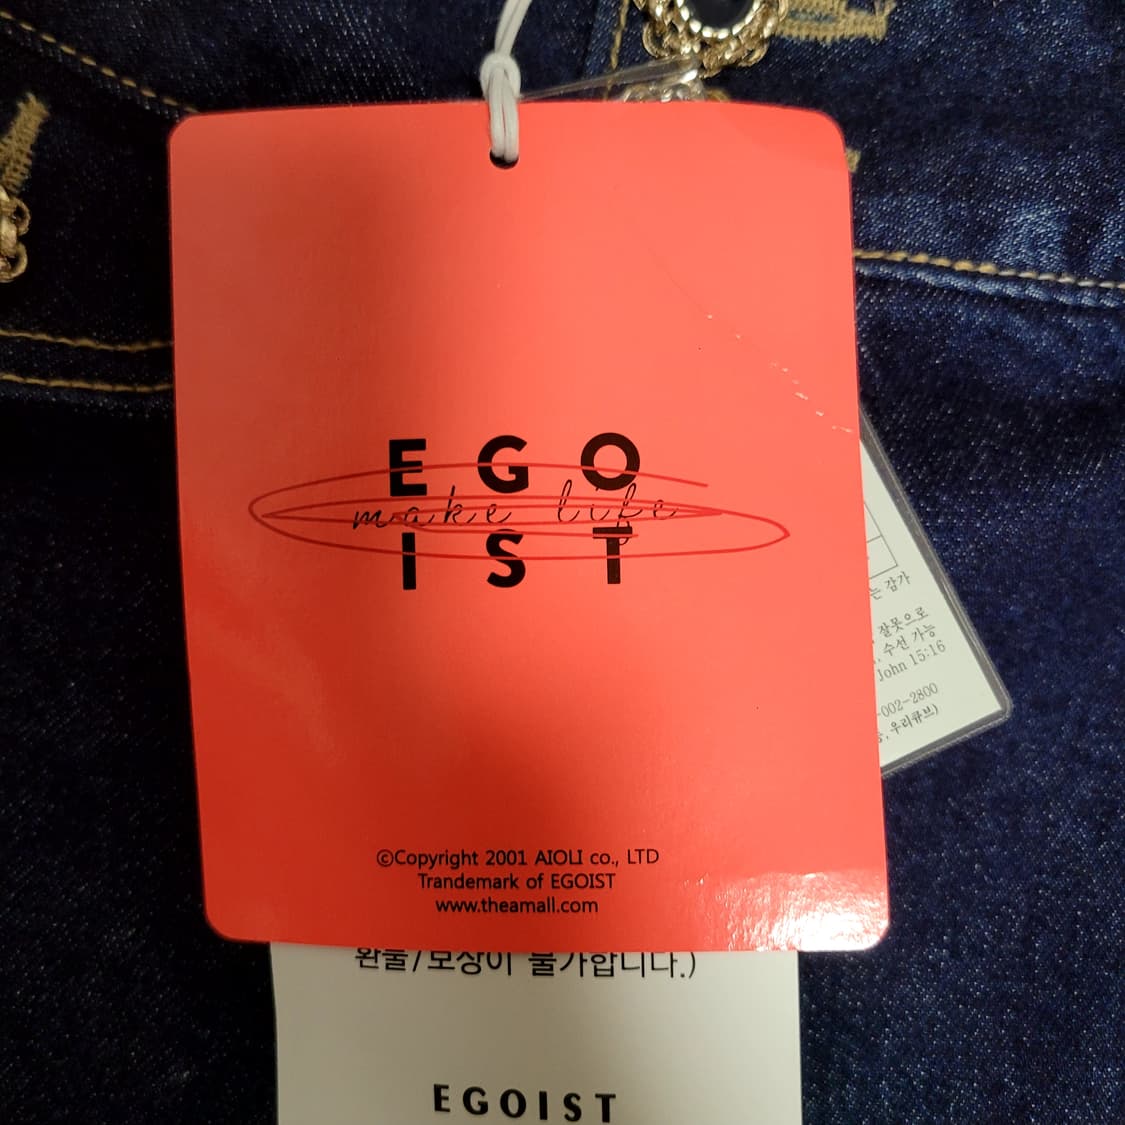 EGO
make life
IST
©Copyright 2001 AIOLI co., LTD
Trandemark of EGOIST
www.theamall.com
는 감가
잘못으로
수선 가능
John 15:16
-002-2800
우리큐브)
환불/보상이 불가합니다.)
EGOIST